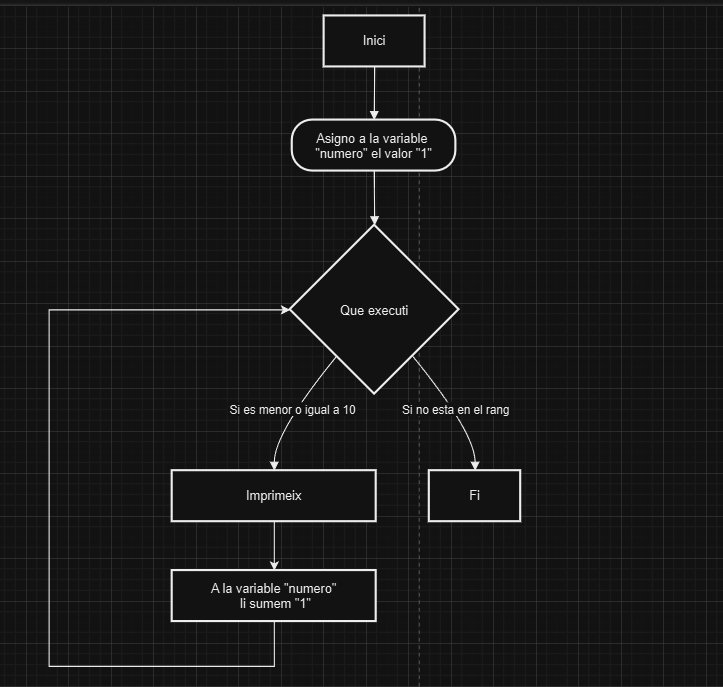 Inici
Asigno a la variable
"numero" el valor "1"
Que executi
Si es menor o igual a 10
Si no esta en el rang
Imprimeix
Fi
A la variable "numero"
li sumem "1"